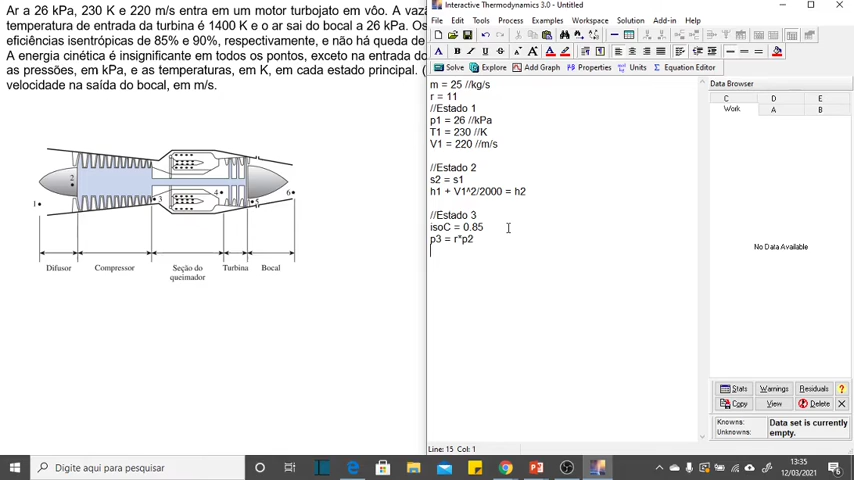 Ar a 26 kPa, 230 K e 220 m/s entra em um motor turbojato em vôo. A vaz
temperatura de entrada da turbina é 1400 K e o ar sai do bocal a 26 kPa. Os
eficiências isentrópicas de 85% e 90%, respectivamente, e não há queda de
A energia cinética é insignificante em todos os pontos, exceto na entrada do
as pressões, em kPa, e as temperaturas, em K, em cada estado principal. (
velocidade na saída do bocal, em m/s.
1
2
3
4
5
6
Difusor
Compressor
Seção do
queimador
Turbina
Bocal
Interactive Thermodynamics 3.0 - Untitled
File Edit Tools Process Examples Workspace Solution Add-in Help
Solve Explore Add Graph Properties Units Equation Editor
m = 25 //kg/s
r = 11
//Estado 1
p1 = 26 //kPa
T1 = 230 //K
V1 = 220 //m/s
//Estado 2
s2 = s1
h1 + V1^2/2000 = h2
//Estado 3
isoC = 0.85
p3 = r*p2
Line: 15 Col: 1
Data Browser
C D E
Work A B
No Data Available
Stats Warnings Residuals ?
Copy View Delete X
Knowns:
Unknowns:
Data set is currently
empty.
Digite aqui para pesquisar
13:35
12/03/2021